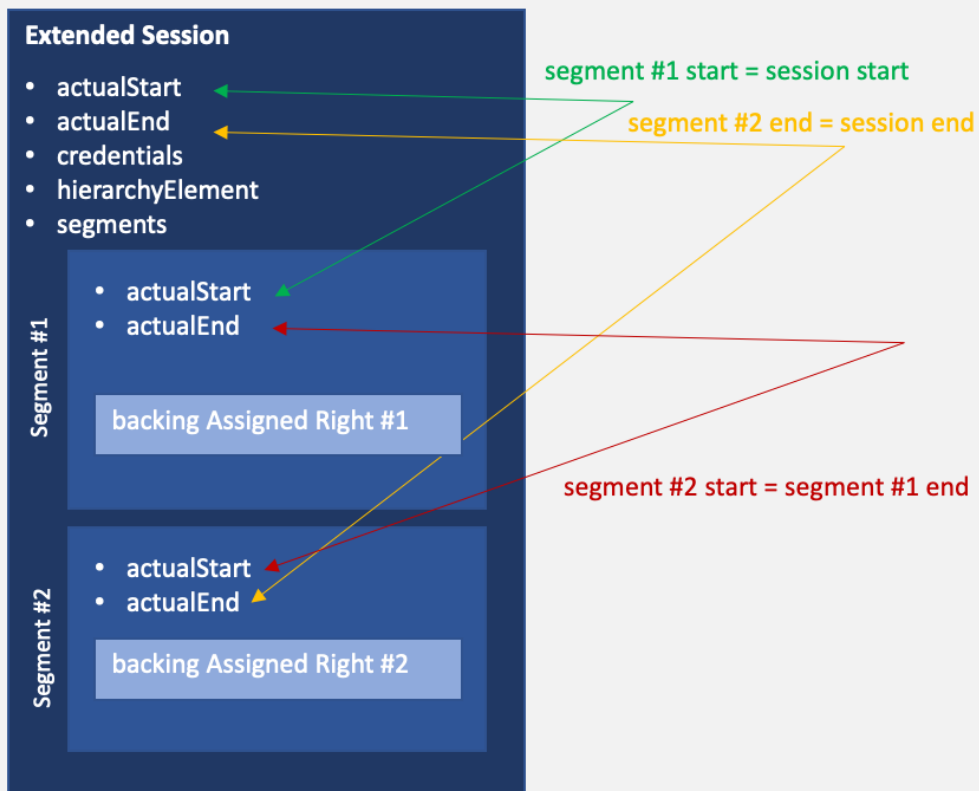 Extended Session
• actualStart
• actualEnd
• credentials
• hierarchyElement
• segments
segment #1 start = session start
segment #2 end = session end
Segment #1
• actualStart
• actualEnd
backing Assigned Right #1
segment #2 start = segment #1 end
Segment #2
• actualStart
• actualEnd
backing Assigned Right #2